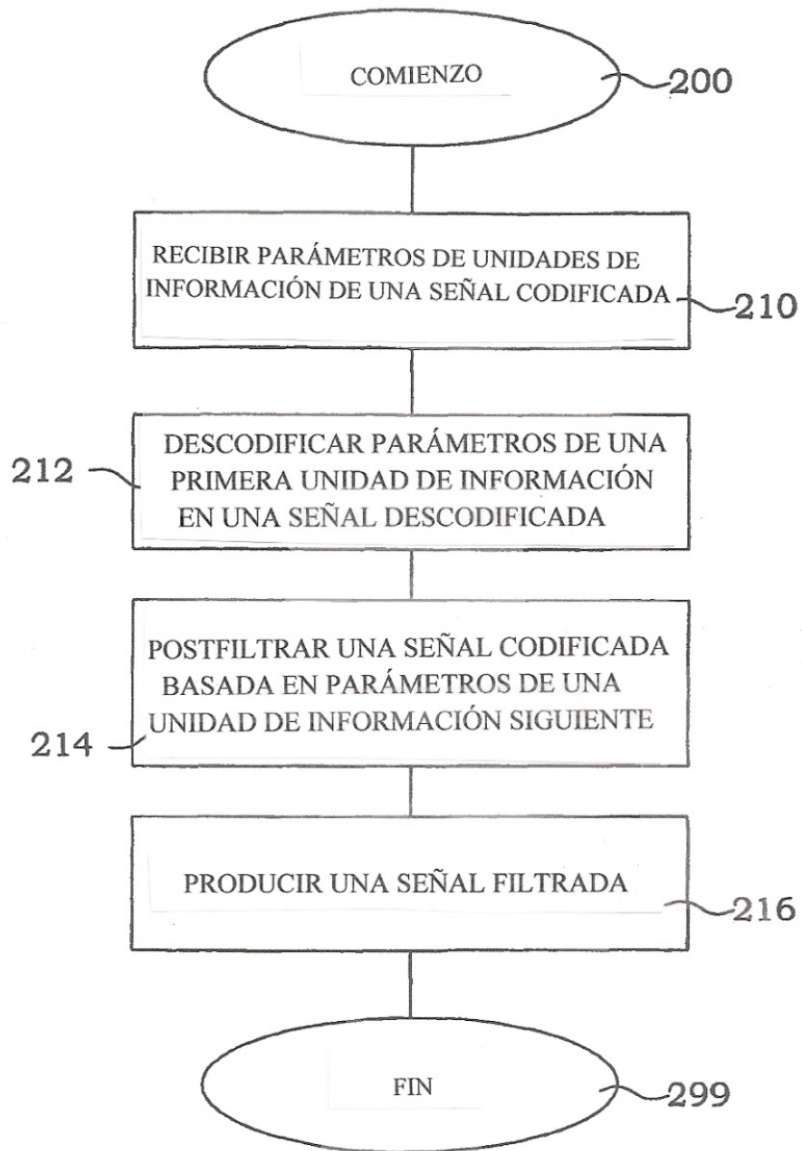 COMIENZO
200
RECIBIR PARÁMETROS DE UNIDADES DE
INFORMACIÓN DE UNA SEÑAL CODIFICADA
210
DESCODIFICAR PARÁMETROS DE UNA
PRIMERA UNIDAD DE INFORMACIÓN
EN UNA SEÑAL DESCODIFICADA
212
POSTFILTRAR UNA SEÑAL CODIFICADA
BASADA EN PARÁMETROS DE UNA
UNIDAD DE INFORMACIÓN SIGUIENTE
214
PRODUCIR UNA SEÑAL FILTRADA
216
FIN
299